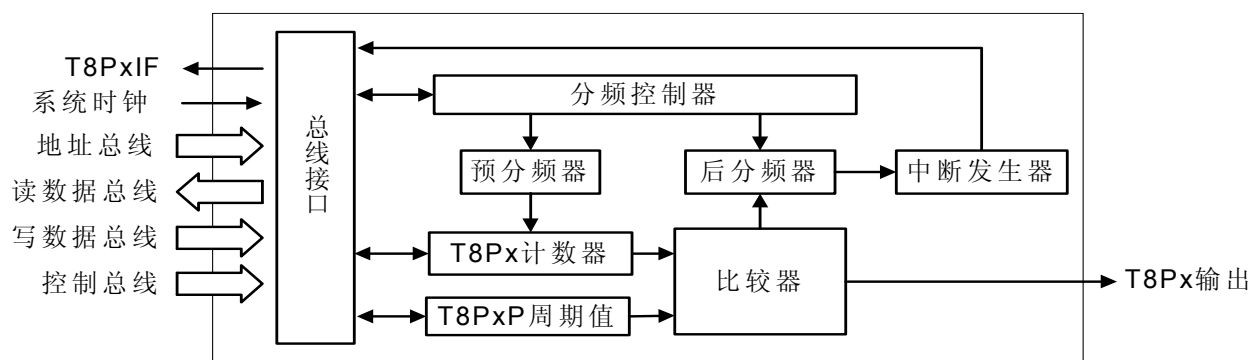 T8PxIF
系统时钟
地址总线
读数据总线
写数据总线
控制总线
总线接口
分频控制器
预分频器
后分频器
中断发生器
T8Px计数器
比较器
T8PxP周期值
T8Px输出